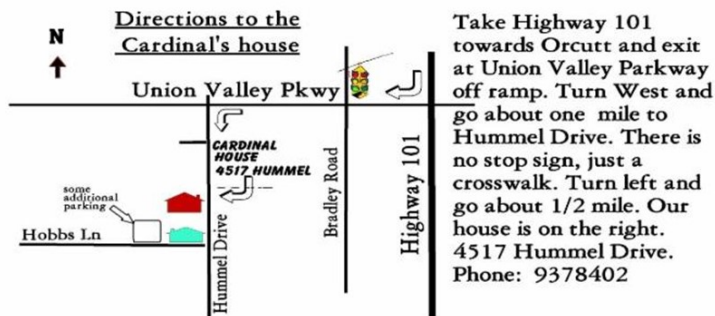 Directions to the
Cardinal's house
N
Union Valley Pkwy
CARDINAL
HOUSE
4517 HUMMEL
some
additional
parking
Hobbs Ln
Hummel Drive
Bradley Road
Highway 101
Take Highway 101
towards Orcutt and exit
at Union Valley Parkway
off ramp. Turn West and
go about one mile to
Hummel Drive. There is
no stop sign, just a
crosswalk. Turn left and
go about 1/2 mile. Our
house is on the right.
4517 Hummel Drive.
Phone: 9378402